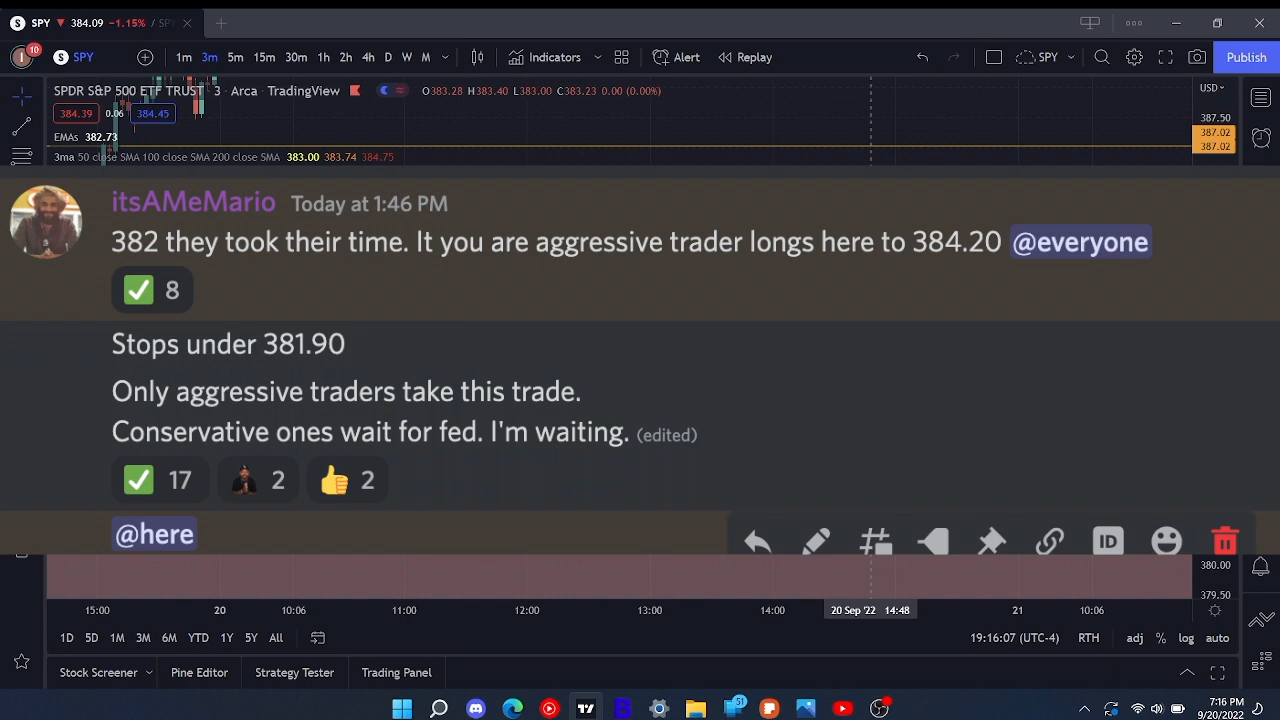 SPY 384.09 −1.15% / SPY
10 SPY 1m 3m 5m 15m 30m 1h 2h 4h D W M Indicators Alert Replay SPY Publish
SPDR S&P 500 ETF TRUST · 3 · Arca · TradingView O383.28 H383.40 L383.00 C383.23 0.00 (0.00%) USD
384.39 0.06 384.45
387.50
387.02
EMAs 382.73
387.02
3ma 50 close SMA 100 close SMA 200 close SMA 383.00 383.74 384.75
itsAMeMario Today at 1:46 PM
382 they took their time. It you are aggressive trader longs here to 384.20 @everyone
8
Stops under 381.90
Only aggressive traders take this trade.
Conservative ones wait for fed. I'm waiting. (edited)
17 2 2
@here
ID
380.00
379.50
15:00 20 10:06 11:00 12:00 13:00 14:00 20 Sep '22 14:48 21 10:06
1D 5D 1M 3M 6M YTD 1Y 5Y All 19:16:07 (UTC-4) RTH adj % log auto
Stock Screener Pine Editor Strategy Tester Trading Panel
51
7:16 PM
9/20/2022